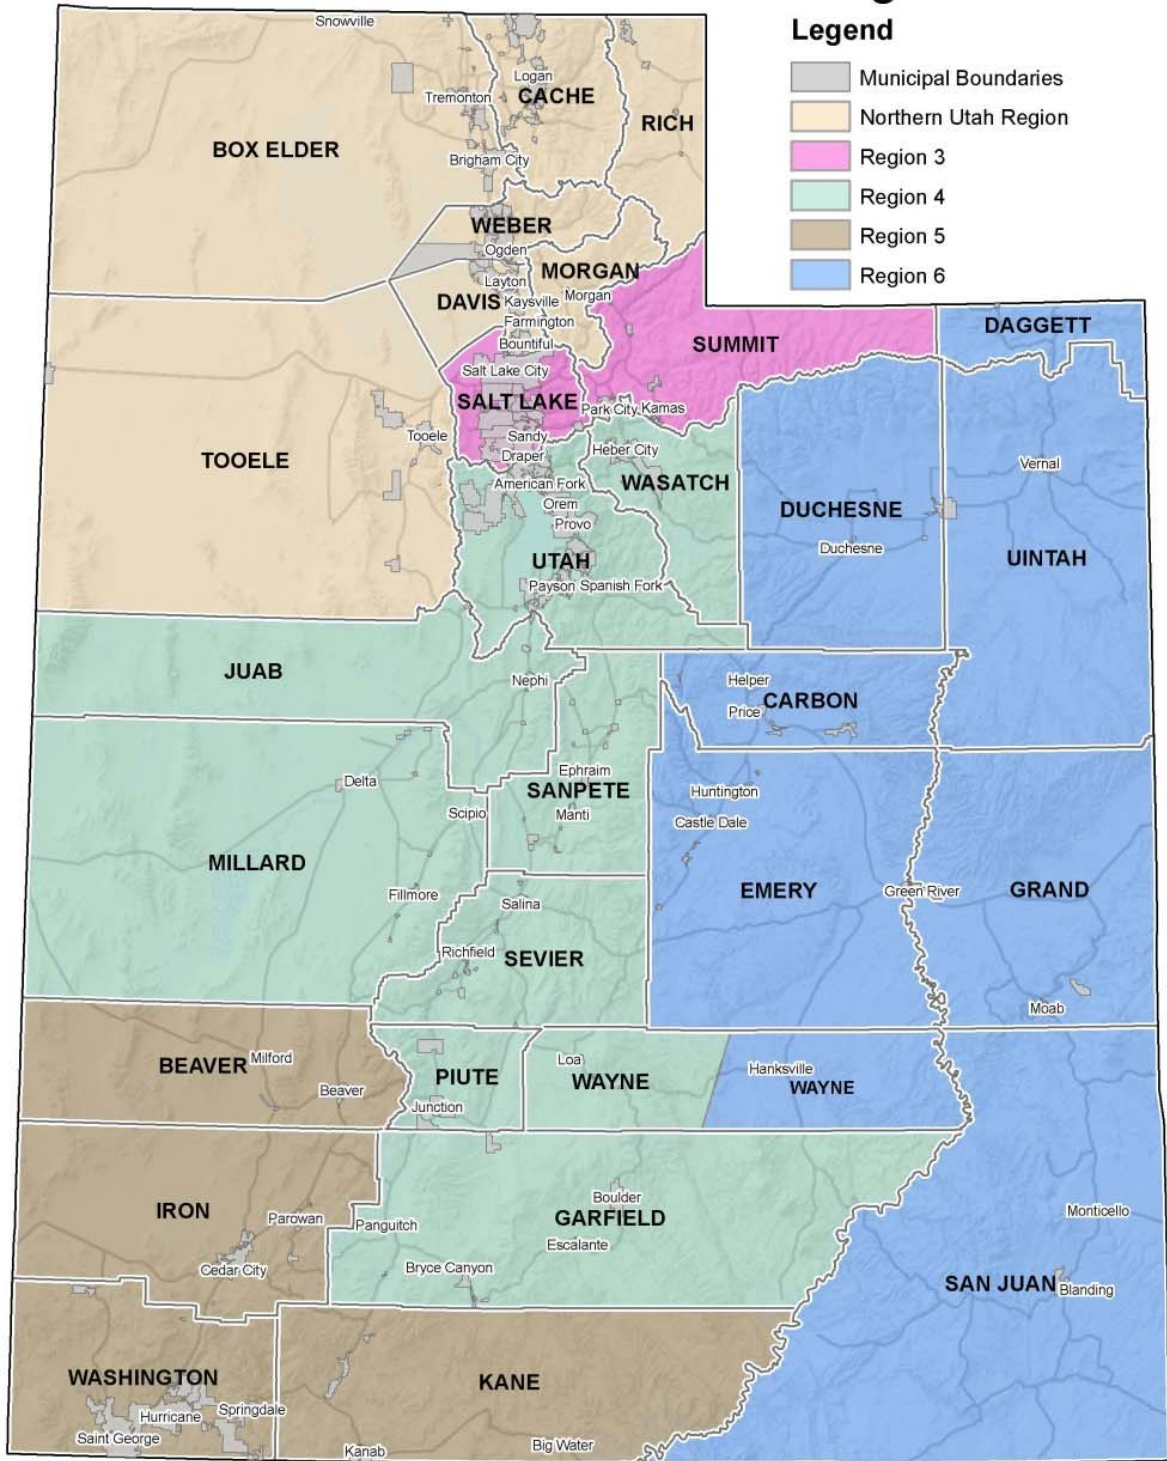 Legend
Municipal Boundaries
Northern Utah Region
Region 3
Region 4
Region 5
Region 6
Snowville
Logan
CACHE
Tremonton
RICH
BOX ELDER
Brigham City
WEBER
Ogden
MORGAN
Layton
DAVIS
Kaysville
Morgan
Farmington
Bountiful
SUMMIT
DAGGETT
Salt Lake City
SALT LAKE
Park City
Kamas
Tooele
Sandy
Draper
Heber City
TOOELE
American Fork
WASATCH
Vernal
Orem
Provo
DUCHESNE
Duchesne
UTAH
UINTAH
Payson
Spanish Fork
JUAB
Nephi
Helper
CARBON
Price
Ephraim
Delta
SANPETE
Huntington
Scipio
Manti
Castle Dale
MILLARD
Fillmore
Salina
EMERY
Green River
GRAND
Richfield
SEVIER
Moab
BEAVER
Milford
Loa
Hanksville
PIUTE
WAYNE
WAYNE
Beaver
Junction
IRON
Parowan
Panguitch
Boulder
GARFIELD
Monticello
Escalante
Cedar City
Bryce Canyon
SAN JUAN
Blanding
WASHINGTON
KANE
Hurricane
Springdale
Saint George
Kanab
Big Water